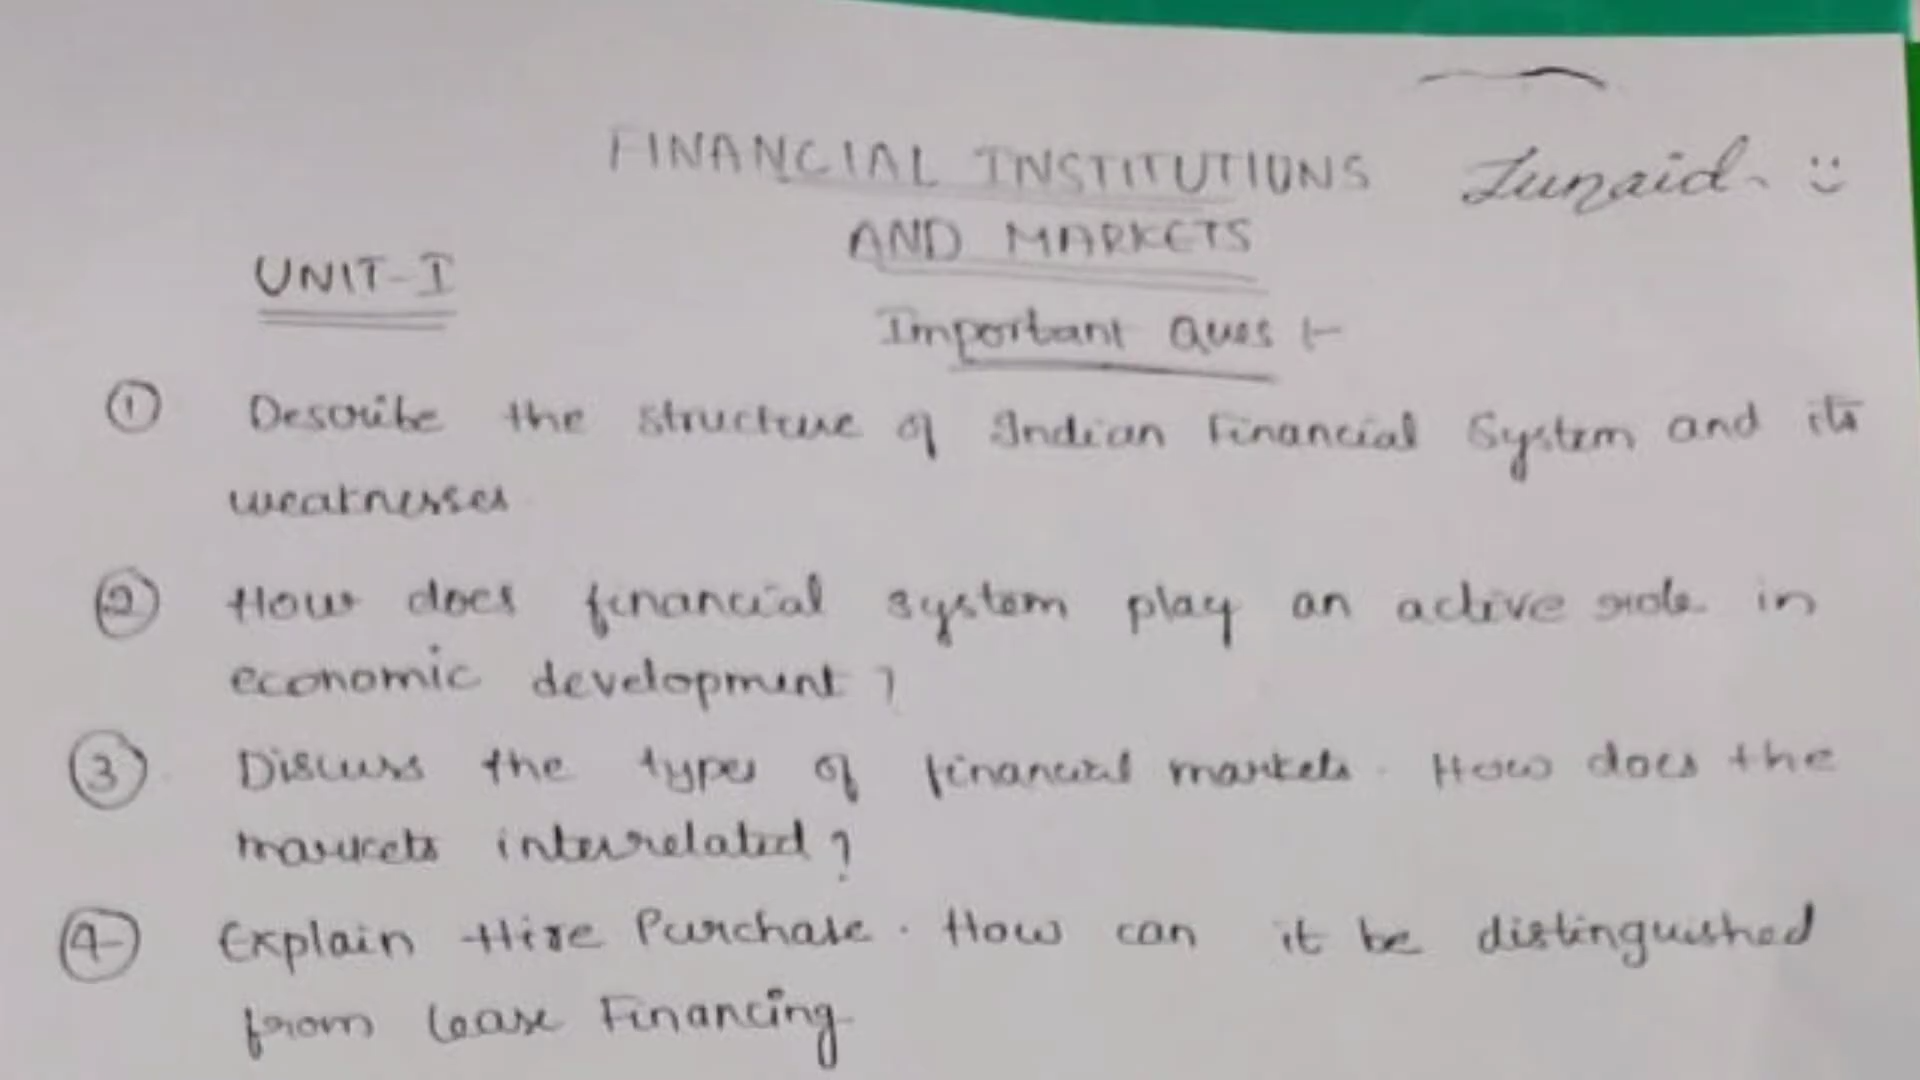 FINANCIAL INSTITUTIONS Junaid. :)
AND MARKETS
UNIT-I
Important Ques :-
① Describe the structure of Indian Financial System and its
weaknesses
② How does financial system play an active role in
economic development ?
③ Discuss the types of financial markets. How does the
markets interrelated ?
④ Explain Hire Purchase. How can it be distinguished
from lease Financing